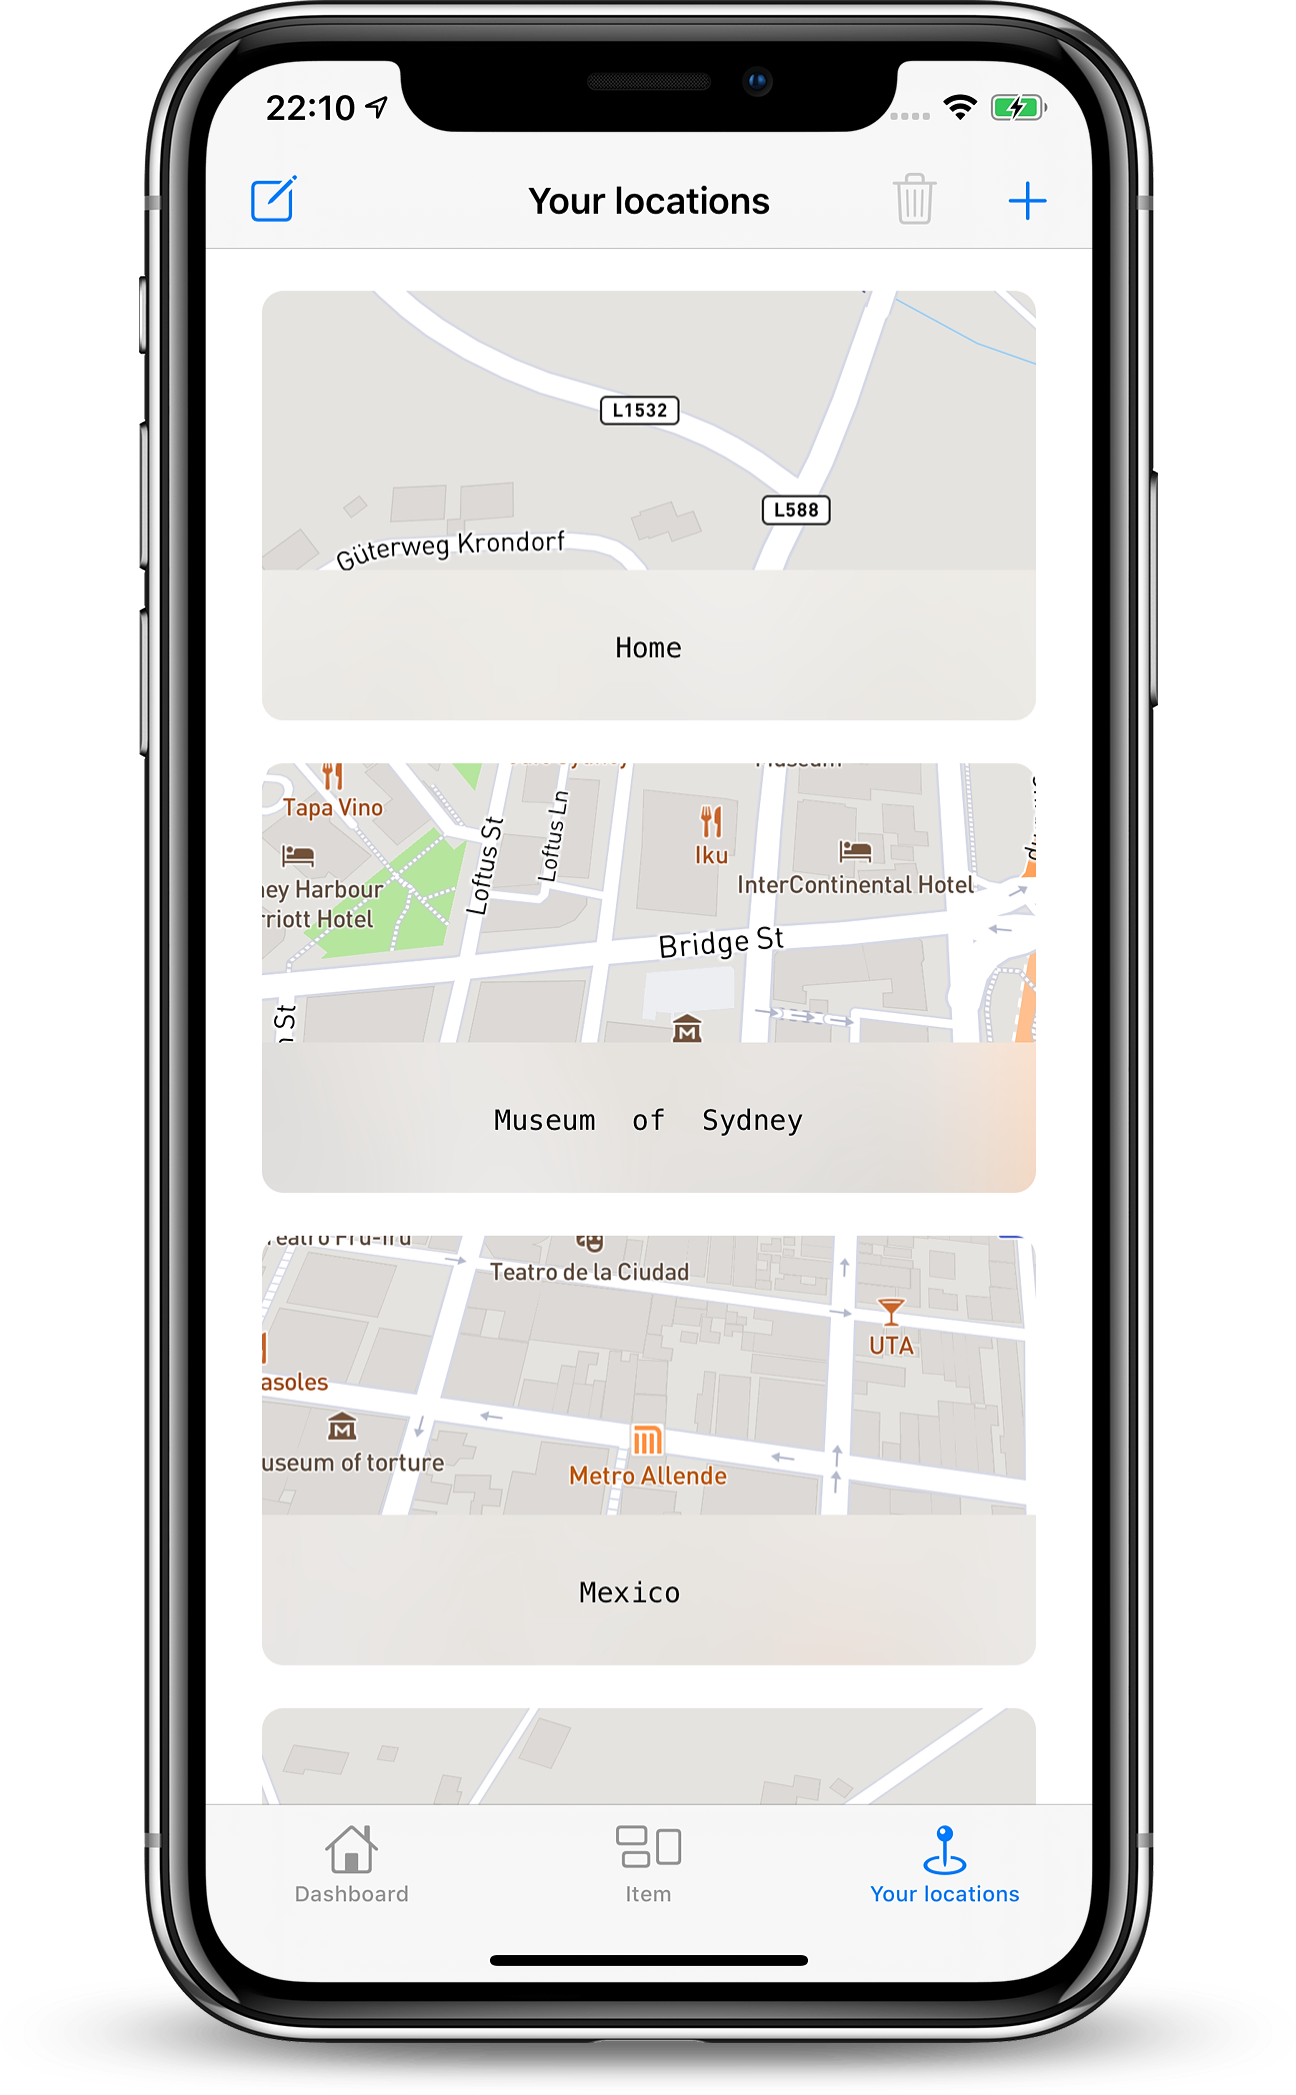 22:10
Your locations
L1532
L588
Güterweg Krondorf
Home
Tapa Vino
Loftus St
Loftus Ln
Iku
ney Harbour
rriott Hotel
InterContinental Hotel
Bridge St
St
Museum of Sydney
Teatro de la Ciudad
UTA
asoles
useum of torture
Metro Allende
Mexico
Dashboard
Item
Your locations